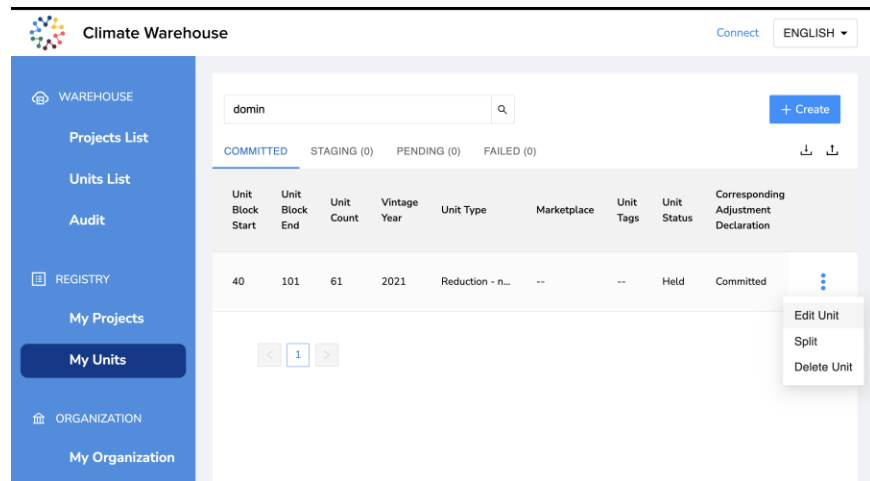 Climate Warehouse
Connect
ENGLISH
WAREHOUSE
Projects List
Units List
Audit
REGISTRY
My Projects
My Units
ORGANIZATION
My Organization
domin
+ Create
COMMITTED STAGING (0) PENDING (0) FAILED (0)
Unit Block Start
Unit Block End
Unit Count
Vintage Year
Unit Type
Marketplace
Unit Tags
Unit Status
Corresponding Adjustment Declaration
40 101 61 2021 Reduction - n... -- -- Held Committed
Edit Unit
Split
Delete Unit
< 1 >